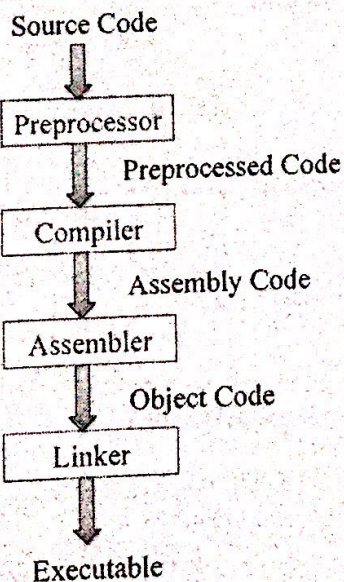 Source Code
Preprocessor
Preprocessed Code
Compiler
Assembly Code
Assembler
Object Code
Linker
Executable